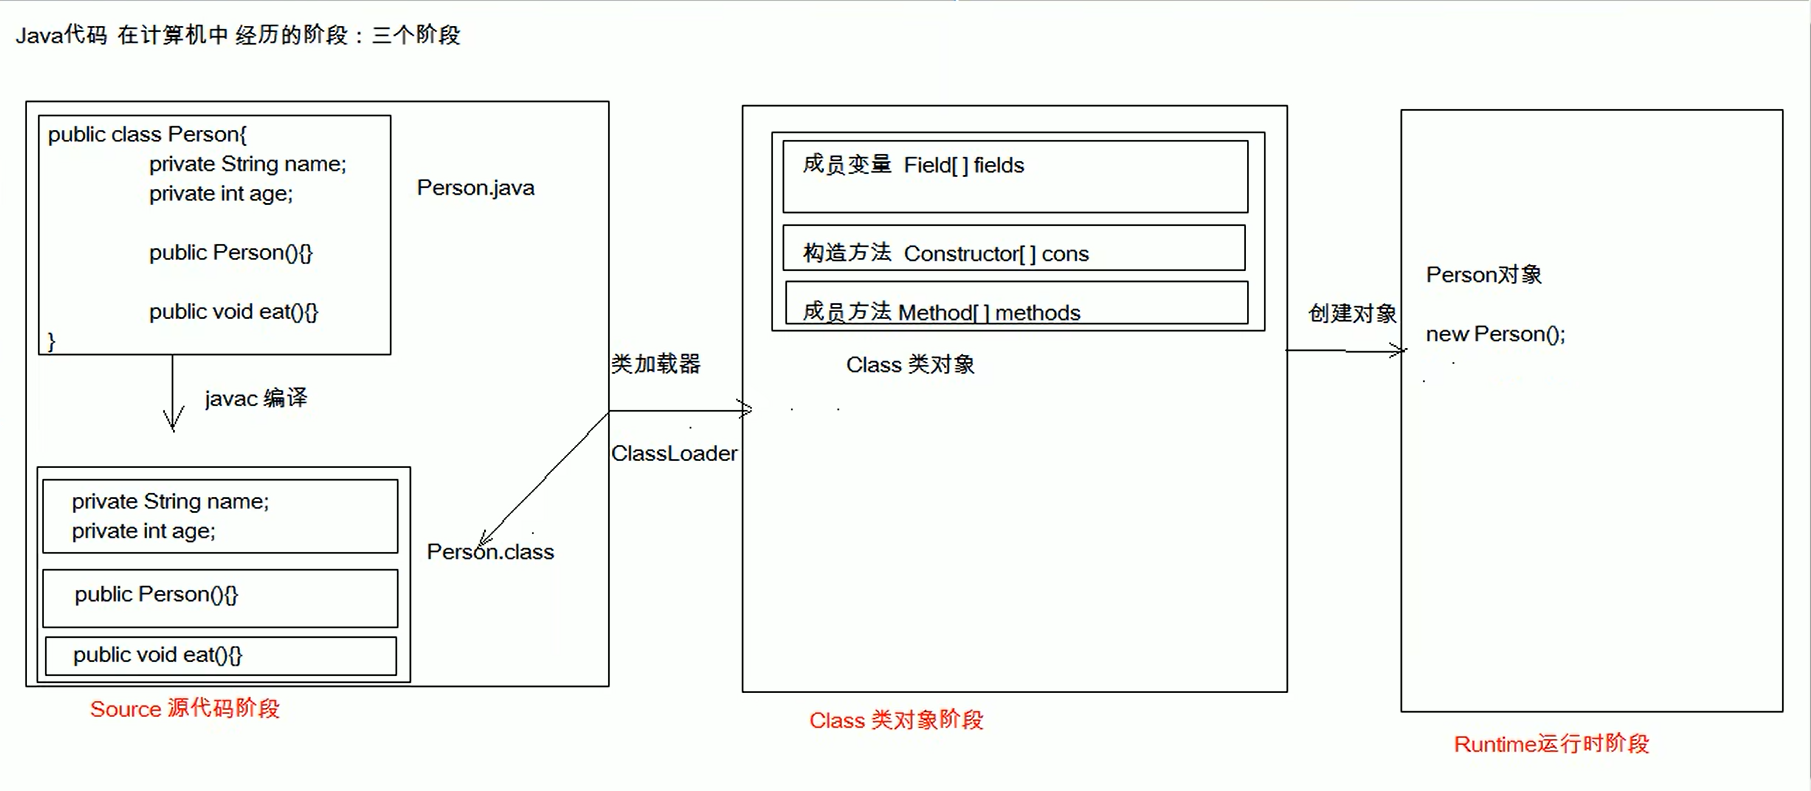 Java代码 在计算机中 经历的阶段：三个阶段
public class Person{
private String name;
private int age;
public Person(){}
public void eat(){}
}
Person.java
javac 编译
private String name;
private int age;
public Person(){}
public void eat(){}
Person.class
Source 源代码阶段
类加载器
ClassLoader
成员变量 Field[ ] fields
构造方法 Constructor[ ] cons
成员方法 Method[ ] methods
Class 类对象
Class 类对象阶段
创建对象
Person对象
new Person();
Runtime运行时阶段